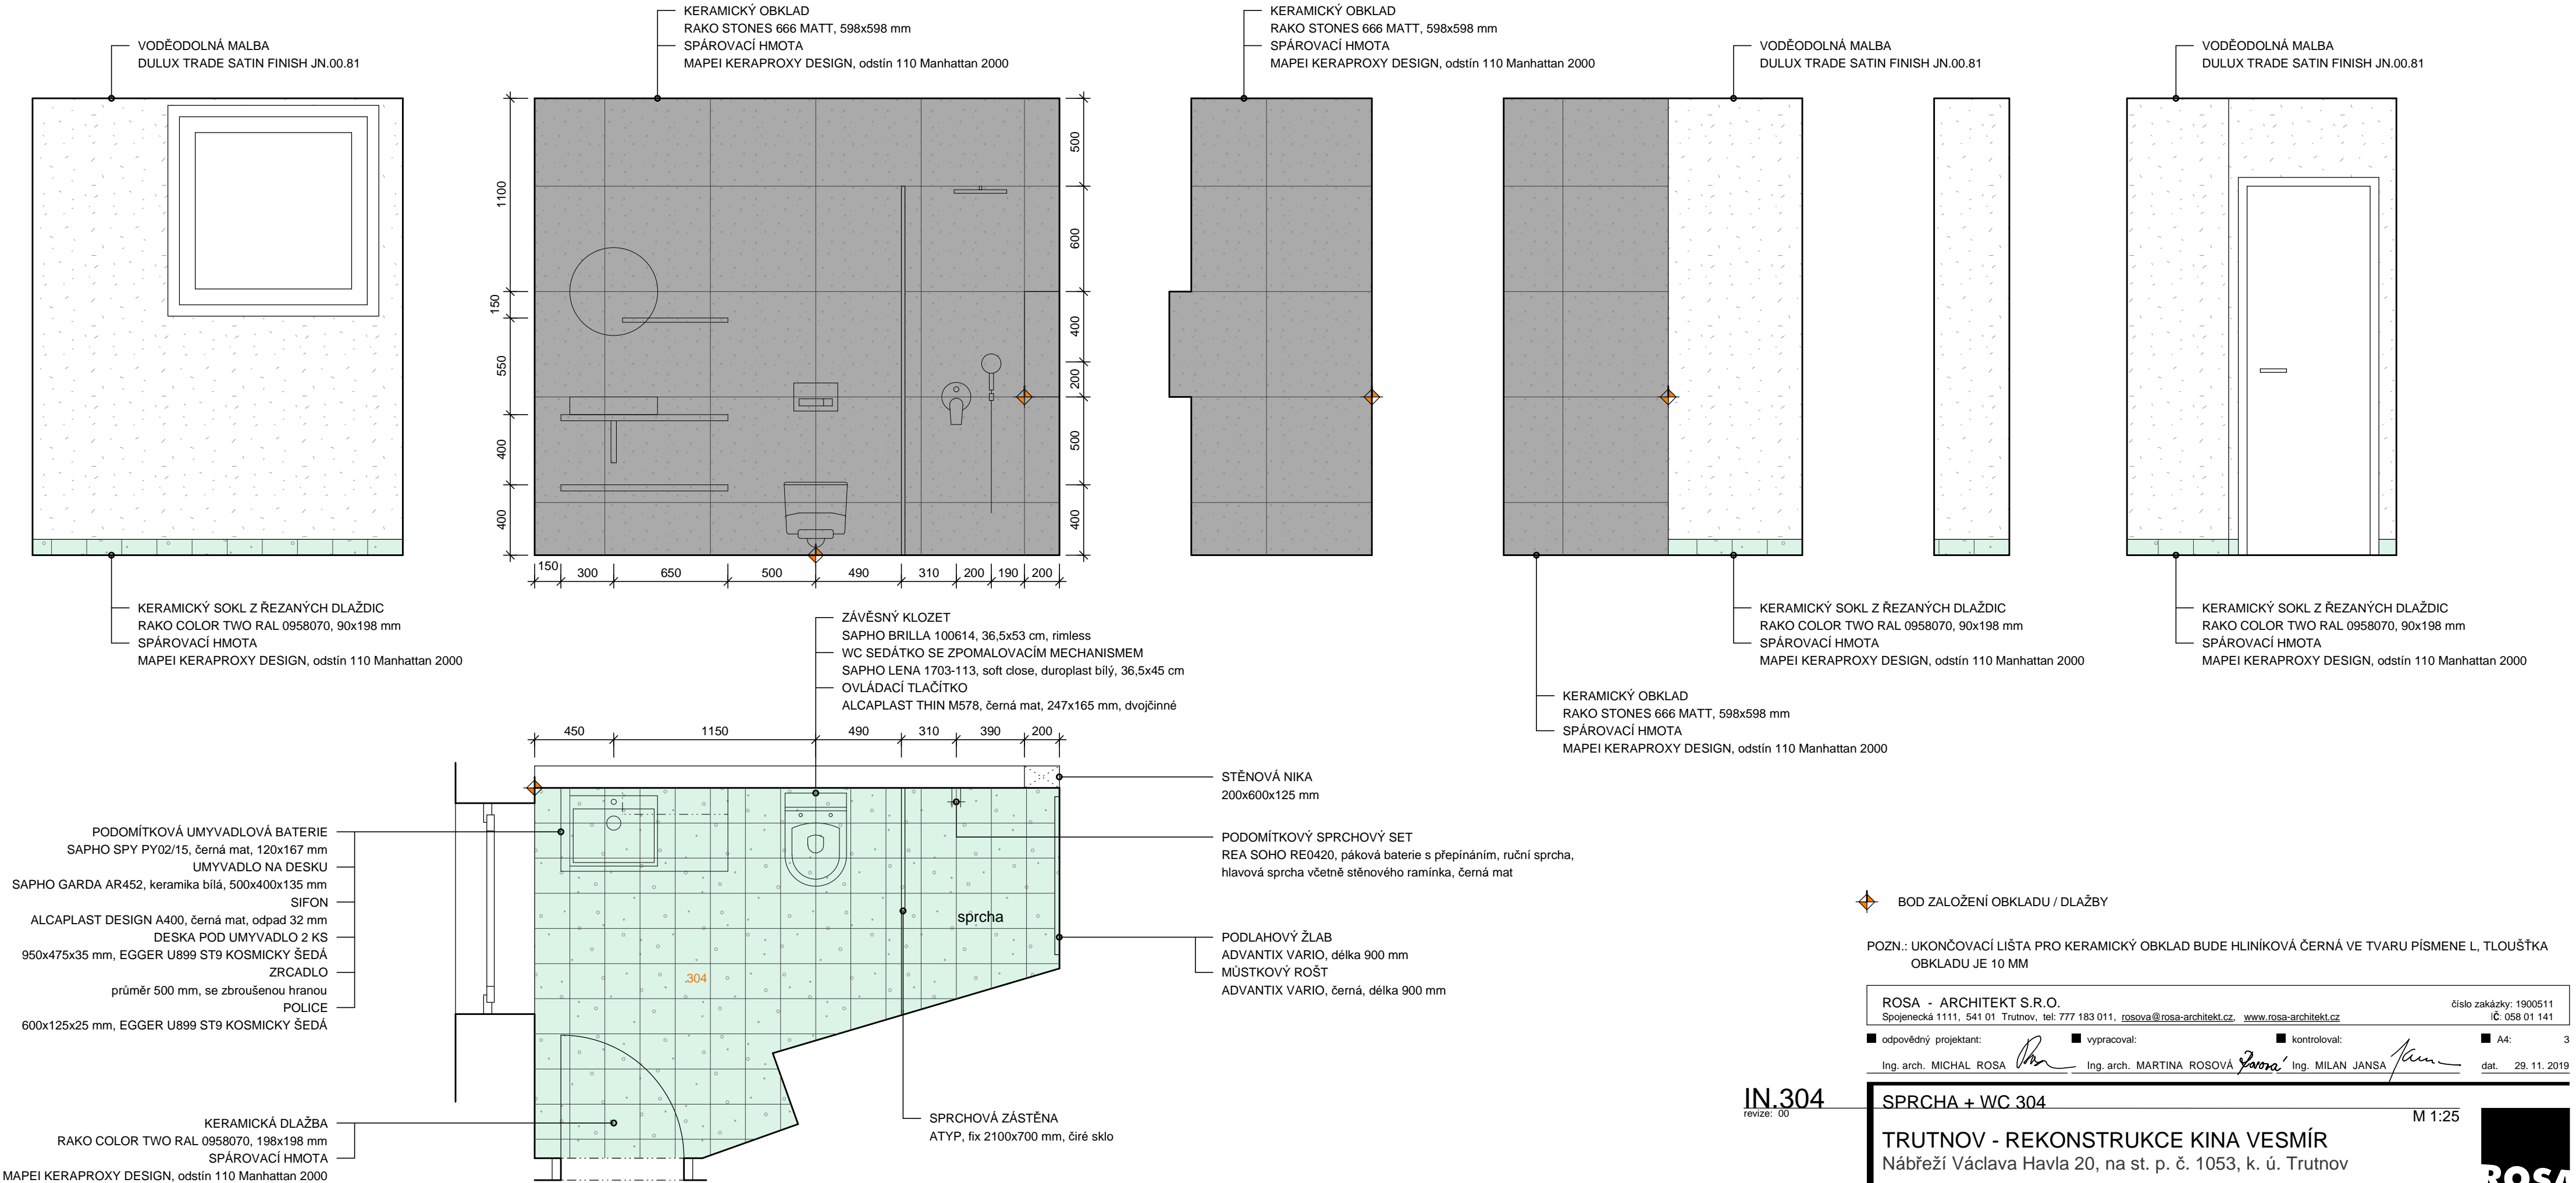 KERAMICKÝ OBKLAD
RAKO STONES 666 MATT, 598x598 mm
SPÁROVACÍ HMOTA
MAPEI KERAPROXY DESIGN, odstín 110 Manhattan 2000
KERAMICKÝ OBKLAD
RAKO STONES 666 MATT, 598x598 mm
SPÁROVACÍ HMOTA
MAPEI KERAPROXY DESIGN, odstín 110 Manhattan 2000
VODĚODOLNÁ MALBA
DULUX TRADE SATIN FINISH JN.00.81
VODĚODOLNÁ MALBA
DULUX TRADE SATIN FINISH JN.00.81
VODĚODOLNÁ MALBA
DULUX TRADE SATIN FINISH JN.00.81
1100
150
550
400
400
500
600
400
200
500
400
150 300 650 500 490 310 200 190 200
KERAMICKÝ SOKL Z ŘEZANÝCH DLAŽDIC
RAKO COLOR TWO RAL 0958070, 90x198 mm
SPÁROVACÍ HMOTA
MAPEI KERAPROXY DESIGN, odstín 110 Manhattan 2000
ZÁVĚSNÝ KLOZET
SAPHO BRILLA 100614, 36,5x53 cm, rimless
WC SEDÁTKO SE ZPOMALOVACÍM MECHANISMEM
SAPHO LENA 1703-113, soft close, duroplast bílý, 36,5x45 cm
OVLÁDACÍ TLAČÍTKO
ALCAPLAST THIN M578, černá mat, 247x165 mm, dvojčinné
KERAMICKÝ SOKL Z ŘEZANÝCH DLAŽDIC
RAKO COLOR TWO RAL 0958070, 90x198 mm
SPÁROVACÍ HMOTA
MAPEI KERAPROXY DESIGN, odstín 110 Manhattan 2000
KERAMICKÝ SOKL Z ŘEZANÝCH DLAŽDIC
RAKO COLOR TWO RAL 0958070, 90x198 mm
SPÁROVACÍ HMOTA
MAPEI KERAPROXY DESIGN, odstín 110 Manhattan 2000
KERAMICKÝ OBKLAD
RAKO STONES 666 MATT, 598x598 mm
SPÁROVACÍ HMOTA
MAPEI KERAPROXY DESIGN, odstín 110 Manhattan 2000
450 1150 490 310 390 200
STĚNOVÁ NIKA
200x600x125 mm
PODOMÍTKOVÝ SPRCHOVÝ SET
REA SOHO RE0420, páková baterie s přepínáním, ruční sprcha,
hlavová sprcha včetně stěnového ramínka, černá mat
PODLAHOVÝ ŽLAB
ADVANTIX VARIO, délka 900 mm
MŮSTKOVÝ ROŠT
ADVANTIX VARIO, černá, délka 900 mm
PODOMÍTKOVÁ UMYVADLOVÁ BATERIE
SAPHO SPY PY02/15, černá mat, 120x167 mm
UMYVADLO NA DESKU
SAPHO GARDA AR452, keramika bílá, 500x400x135 mm
SIFON
ALCAPLAST DESIGN A400, černá mat, odpad 32 mm
DESKA POD UMYVADLO 2 KS
950x475x35 mm, EGGER U899 ST9 KOSMICKY ŠEDÁ
ZRCADLO
průměr 500 mm, se zbroušenou hranou
POLICE
600x125x25 mm, EGGER U899 ST9 KOSMICKY ŠEDÁ
sprcha
304
KERAMICKÁ DLAŽBA
RAKO COLOR TWO RAL 0958070, 198x198 mm
SPÁROVACÍ HMOTA
MAPEI KERAPROXY DESIGN, odstín 110 Manhattan 2000
SPRCHOVÁ ZÁSTĚNA
ATYP, fix 2100x700 mm, čiré sklo
BOD ZALOŽENÍ OBKLADU / DLAŽBY
POZN.: UKONČOVACÍ LIŠTA PRO KERAMICKÝ OBKLAD BUDE HLINÍKOVÁ ČERNÁ VE TVARU PÍSMENE L, TLOUŠŤKA
OBKLADU JE 10 MM
ROSA - ARCHITEKT S.R.O. číslo zakázky: 1900511
Spojenecká 1111, 541 01 Trutnov, tel: 777 183 011, rosova@rosa-architekt.cz, www.rosa-architekt.cz IČ: 058 01 141
odpovědný projektant: vypracoval: kontroloval: A4: 3
Ing. arch. MICHAL ROSA Ing. arch. MARTINA ROSOVÁ Ing. MILAN JANSA dat. 29. 11. 2019
IN.304
revize: 00
SPRCHA + WC 304
M 1:25
TRUTNOV - REKONSTRUKCE KINA VESMÍR
Nábřeží Václava Havla 20, na st. p. č. 1053, k. ú. Trutnov
ROSA